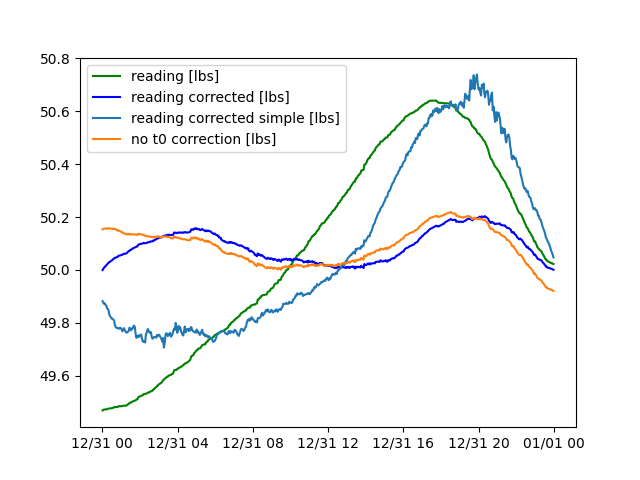 50.8
50.6
50.4
50.2
50.0
49.8
49.6
reading [lbs]
reading corrected [lbs]
reading corrected simple [lbs]
no t0 correction [lbs]
12/31 00 12/31 04 12/31 08 12/31 12 12/31 16 12/31 20 01/01 00